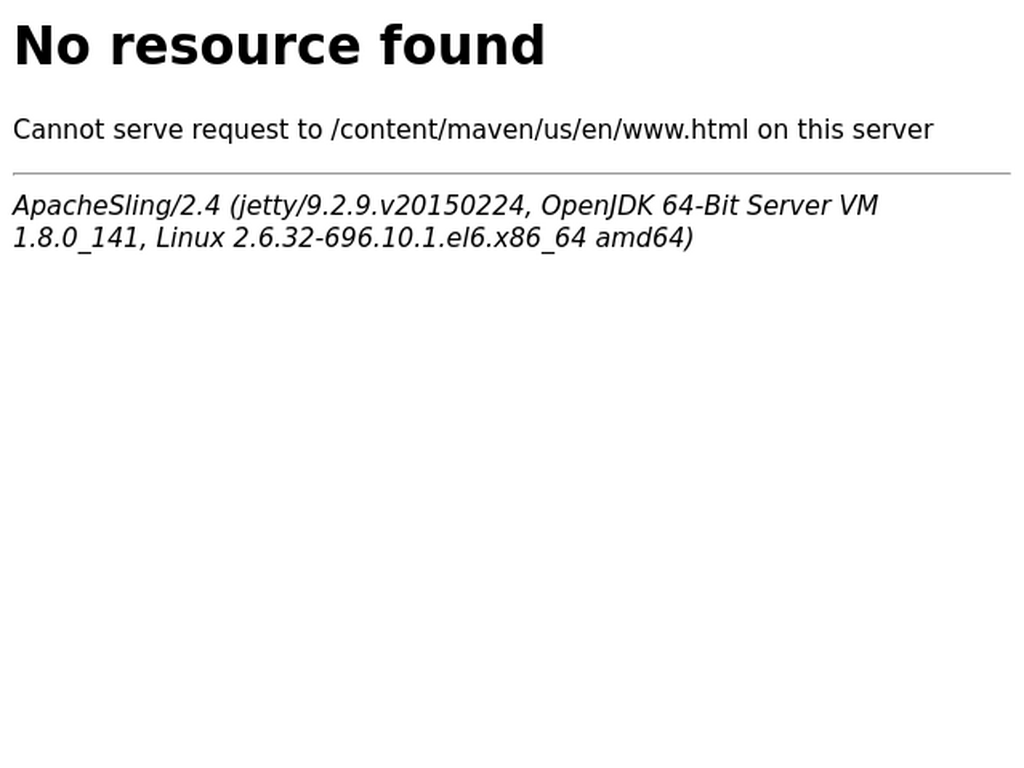 No resource found
Cannot serve request to /content/maven/us/en/www.html on this server
ApacheSling/2.4 (jetty/9.2.9.v20150224, OpenJDK 64-Bit Server VM
1.8.0_141, Linux 2.6.32-696.10.1.el6.x86_64 amd64)